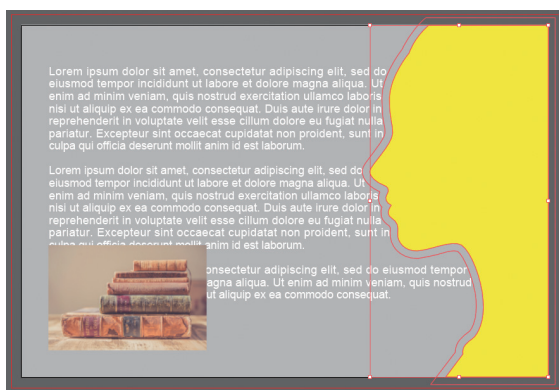 Lorem ipsum dolor sit amet, consectetur adipiscing elit, sed do
eiusmod tempor incididunt ut labore et dolore magna aliqua. Ut
enim ad minim veniam, quis nostrud exercitation ullamco laboris
nisi ut aliquip ex ea commodo consequat. Duis aute irure dolor in
reprehenderit in voluptate velit esse cillum dolore eu fugiat nulla
pariatur. Excepteur sint occaecat cupidatat non proident, sunt in
culpa qui officia deserunt mollit anim id est laborum.
Lorem ipsum dolor sit amet, consectetur adipiscing elit, sed do
eiusmod tempor incididunt ut labore et dolore magna aliqua. Ut
enim ad minim veniam, quis nostrud exercitation ullamco laboris
nisi ut aliquip ex ea commodo consequat. Duis aute irure dolor in
reprehenderit in voluptate velit esse cillum dolore eu fugiat nulla
pariatur. Excepteur sint occaecat cupidatat non proident, sunt in
culpa qui officia deserunt mollit anim id est laborum.
onsectetur adipiscing elit, sed do eiusmod tempor
agna aliqua. Ut enim ad minim veniam, quis nostrud
ut aliquip ex ea commodo consequat.